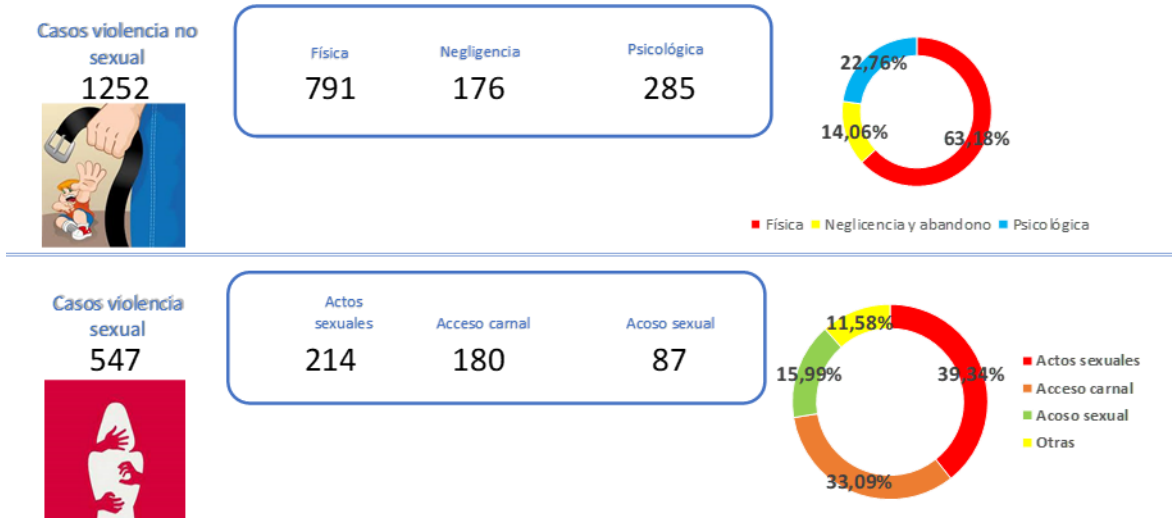 Casos violencia no
sexual
1252
Física
Negligencia
Psicológica
791
176
285
22,76%
14,06%
63,18%
Física
Neglicencia y abandono
Psicológica
Casos violencia
sexual
547
Actos
sexuales
Acceso carnal
Acoso sexual
214
180
87
11,58%
15,99%
39,34%
33,09%
Actos sexuales
Acceso carnal
Acoso sexual
Otras